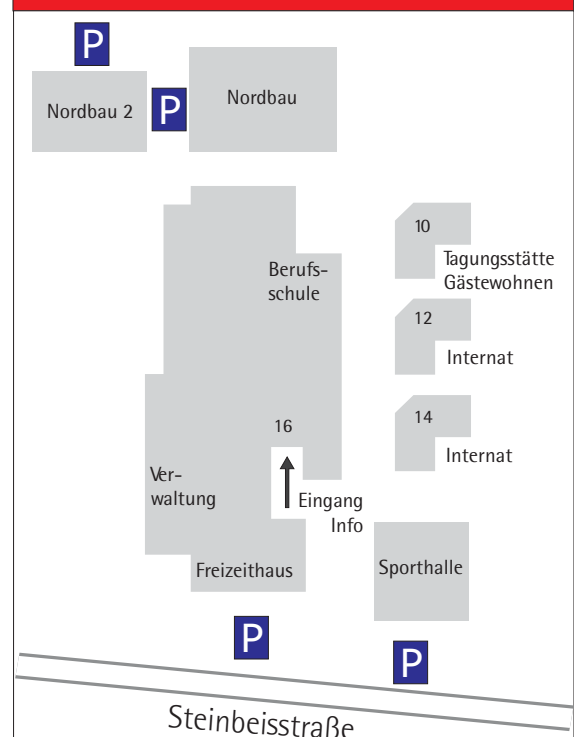 P
Nordbau 2
P
Nordbau
10
Tagungsstätte
Gästewohnen
Berufs-
schule
12
Internat
14
Internat
16
Ver-
waltung
Eingang
Info
Freizeithaus
Sporthalle
P
P
Steinbeisstraße